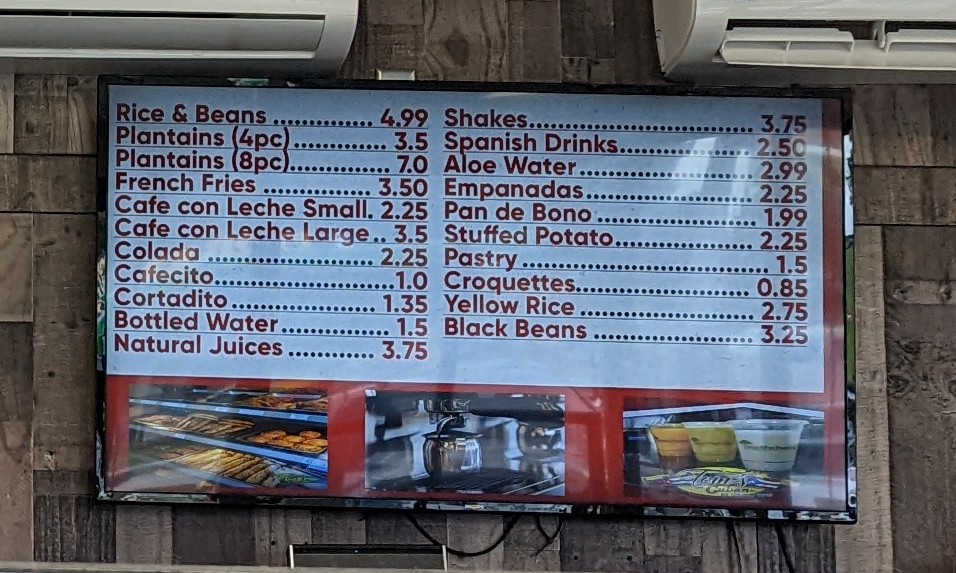 Rice & Beans ............ 4.99
Plantains (4pc) ............ 3.5
Plantains (8pc) ............ 7.0
French Fries ............ 3.50
Cafe con Leche Small. 2.25
Cafe con Leche Large.. 3.5
Colada ............ 2.25
Cafecito ............ 1.0
Cortadito ............ 1.35
Bottled Water ............ 1.5
Natural Juices ............ 3.75
Shakes ............ 3.75
Spanish Drinks ............ 2.50
Aloe Water ............ 2.99
Empanadas ............ 2.25
Pan de Bono ............ 1.99
Stuffed Potato ............ 2.25
Pastry ............ 1.5
Croquettes ............ 0.85
Yellow Rice ............ 2.75
Black Beans ............ 3.25